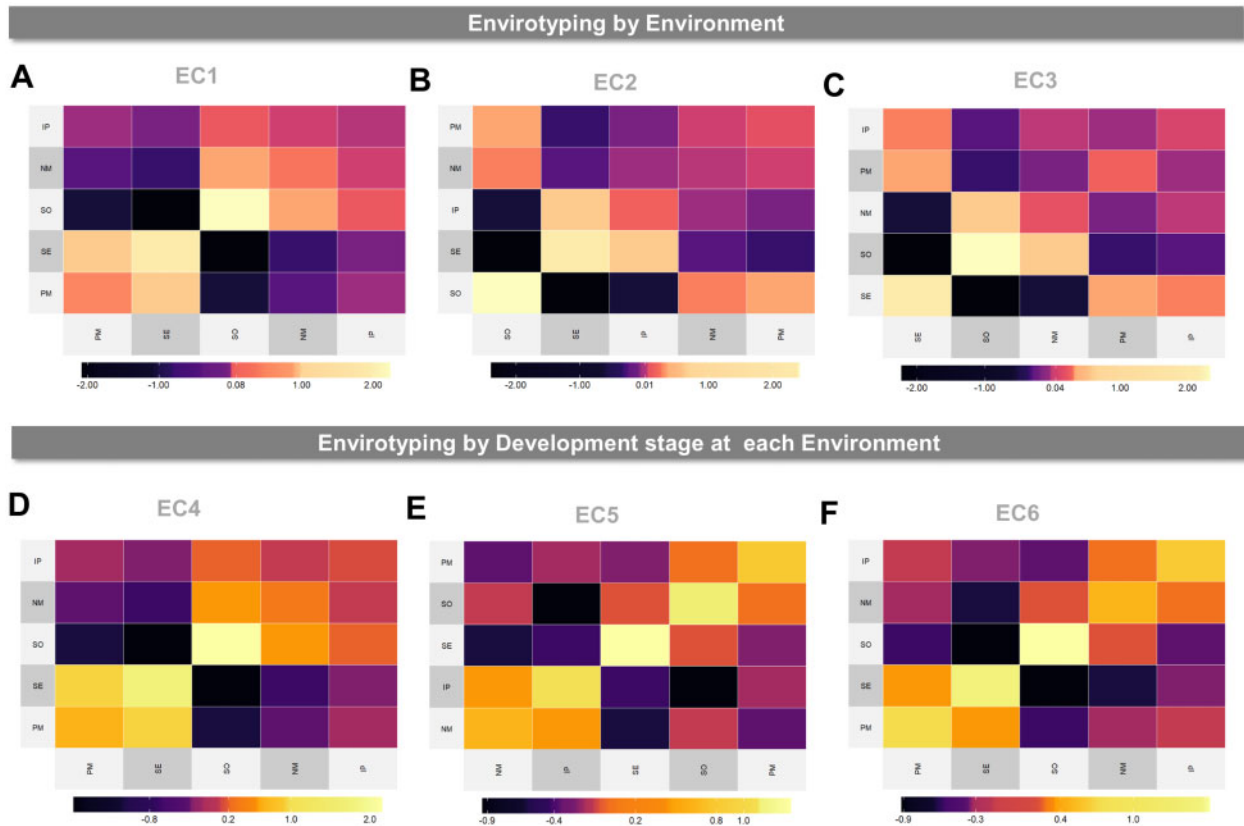 Envirotyping by Environment
A EC1 B EC2 C EC3
IP PM IP
NM NM PM
SO IP NM
SE SE SO
PM SO SE
PM SE SO NM IP SO SE IP NM PM SE SO NM PM IP
-2.00 -1.00 0.08 1.00 2.00 -2.00 -1.00 0.01 1.00 2.00 -2.00 -1.00 0.04 1.00 2.00
Envirotyping by Development stage at each Environment
D EC4 E EC5 F EC6
IP PM IP
NM SO NM
SO SE SO
SE IP SE
PM NM PM
PM SE SO NM IP NM IP SE SO PM PM SE SO NM IP
-0.8 0.2 1.0 2.0 -0.9 -0.4 0.2 0.8 1.0 -0.9 -0.3 0.4 1.0